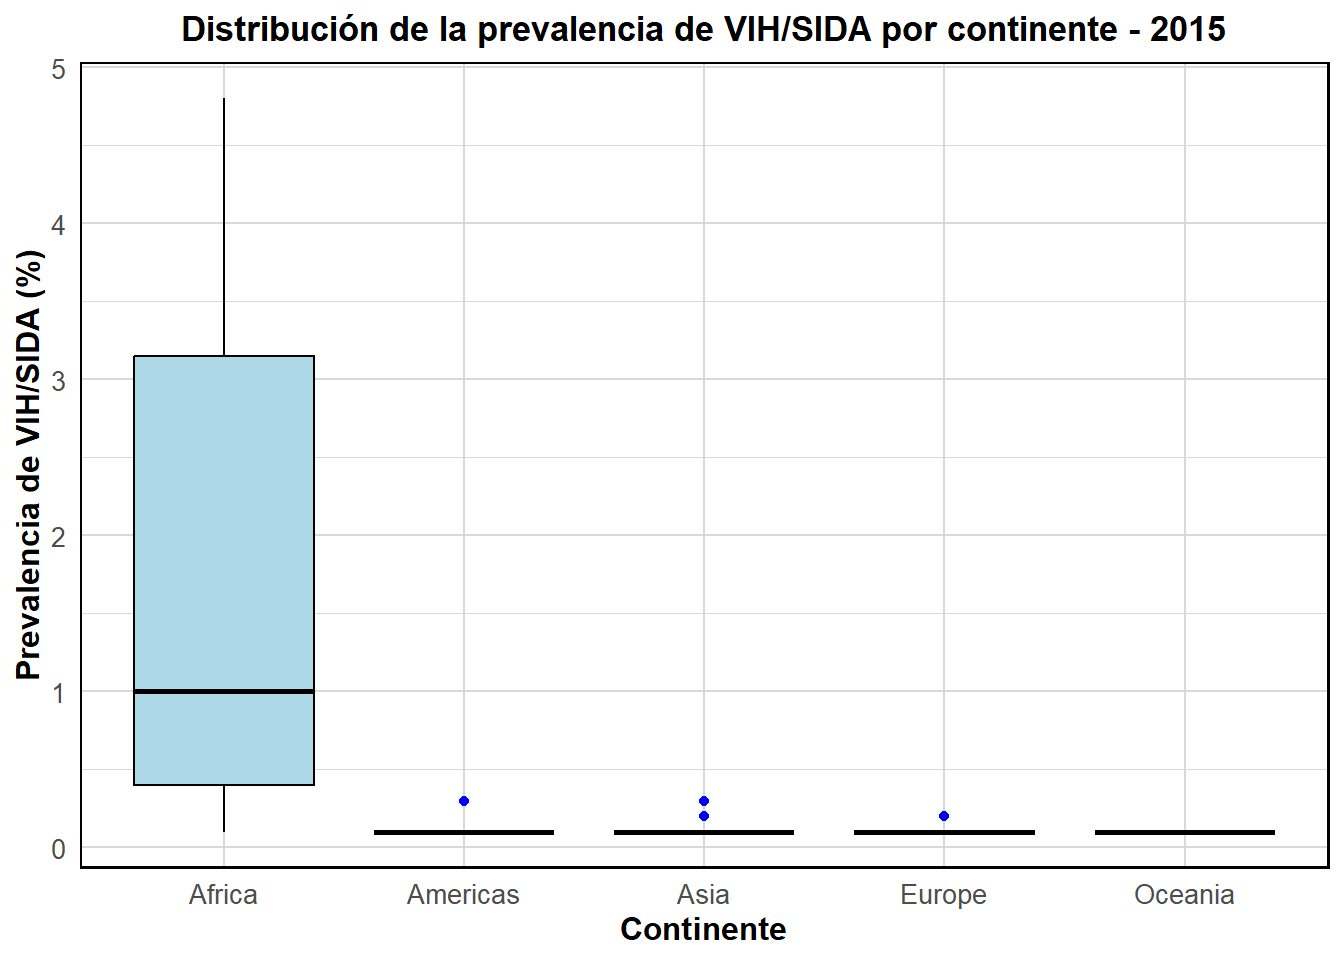 Distribución de la prevalencia de VIH/SIDA por continente - 2015
Prevalencia de VIH/SIDA (%)
5
4
3
2
1
0
Africa
Americas
Asia
Europe
Oceania
Continente